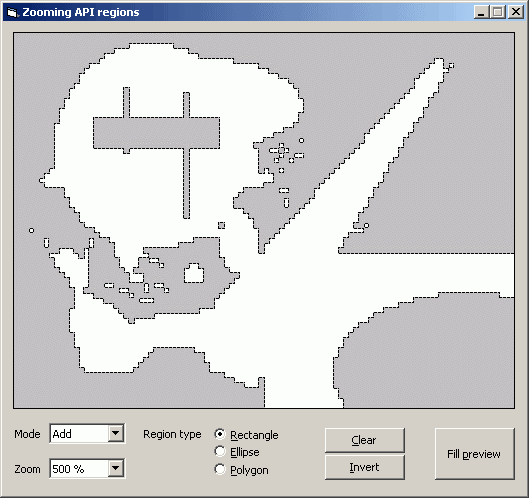 Zooming API regions
Mode Add Region type Rectangle Clear Fill preview
Ellipse
Zoom 500 % Polygon Invert